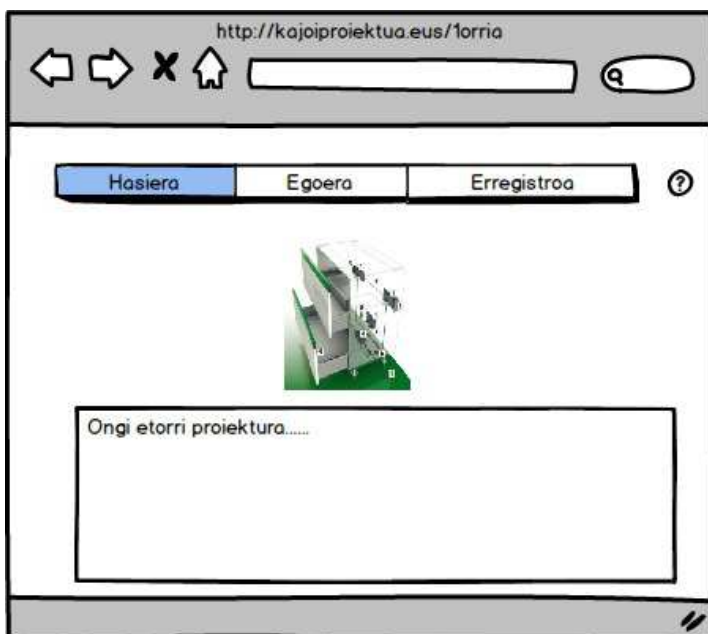 http://kajoiproiektua.eus/1orria
Hasiera Egoera Erregistroa ?
Ongi etorri proiektura......